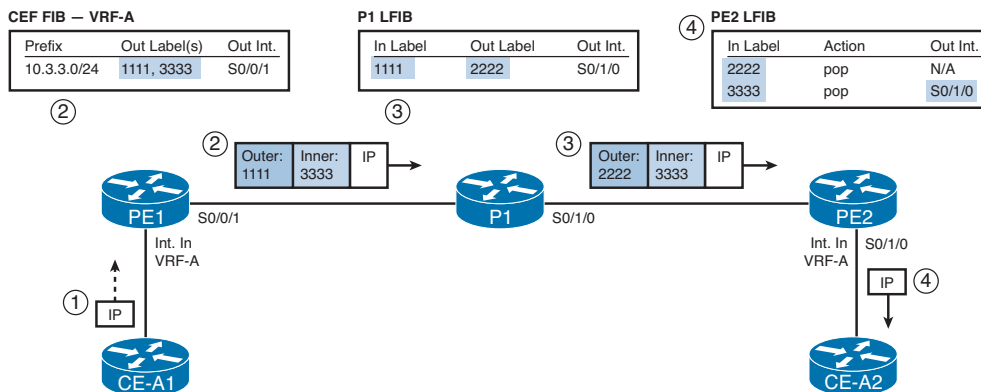 CEF FIB — VRF-A
Prefix Out Label(s) Out Int.
10.3.3.0/24 1111, 3333 S0/0/1
2
P1 LFIB
In Label Out Label Out Int.
1111 2222 S0/1/0
3
4
PE2 LFIB
In Label Action Out Int.
2222 pop N/A
3333 pop S0/1/0
2
Outer: Inner: IP
1111 3333
3
Outer: Inner: IP
2222 3333
PE1
S0/0/1
P1
S0/1/0
PE2
Int. In
VRF-A
Int. In
VRF-A
S0/1/0
1
IP
IP
4
CE-A1
CE-A2